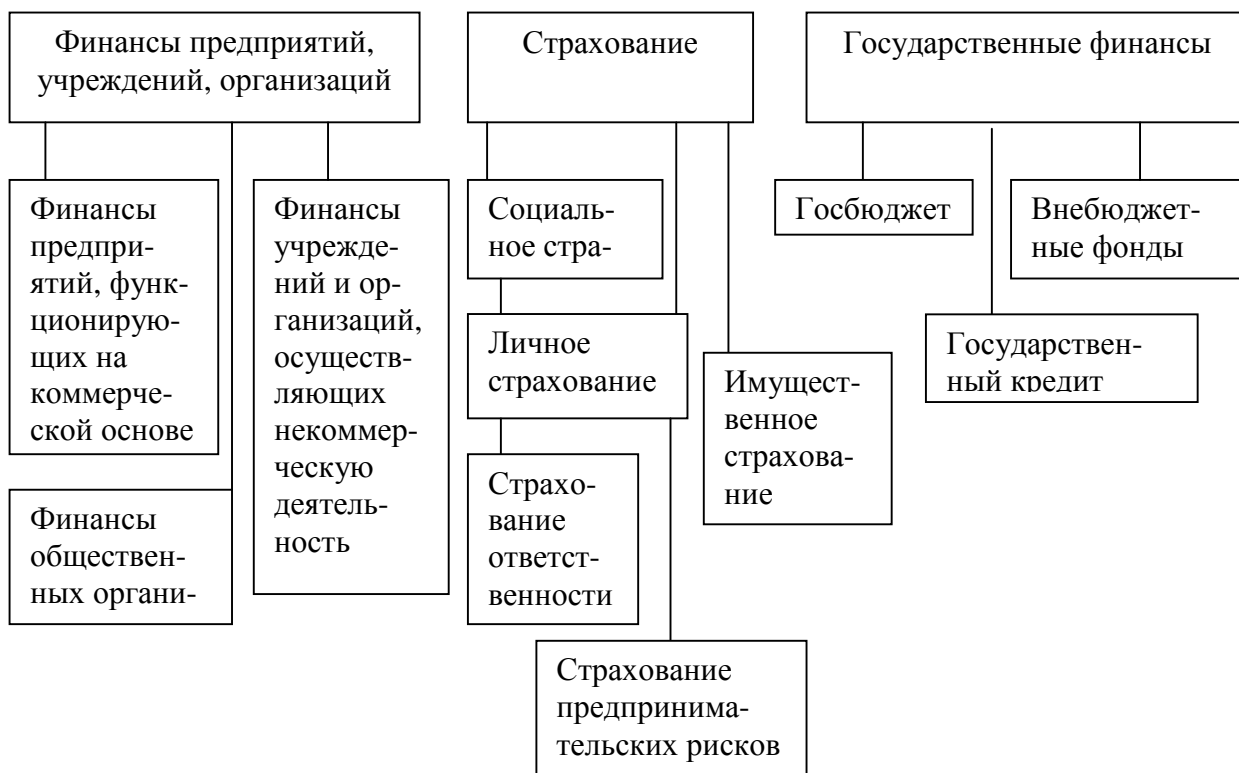 Финансы предприятий,
учреждений, организаций
Страхование
Государственные финансы
Финансы
предпри-
ятий, функ-
ционирую-
щих на
коммерче-
ской основе
Финансы
учрежде-
ний и ор-
ганизаций,
осуществ-
ляющих
некоммер-
ческую
деятель-
ность
Финансы
обществен-
ных органи-
Социаль-
ное стра-
Личное
страхование
Страхо-
вание
ответст-
венности
Имущест-
венное
страхова-
ние
Страхование
предпринима-
тельских рисков
Госбюджет
Внебюджет-
ные фонды
Государствен-
ный кредит